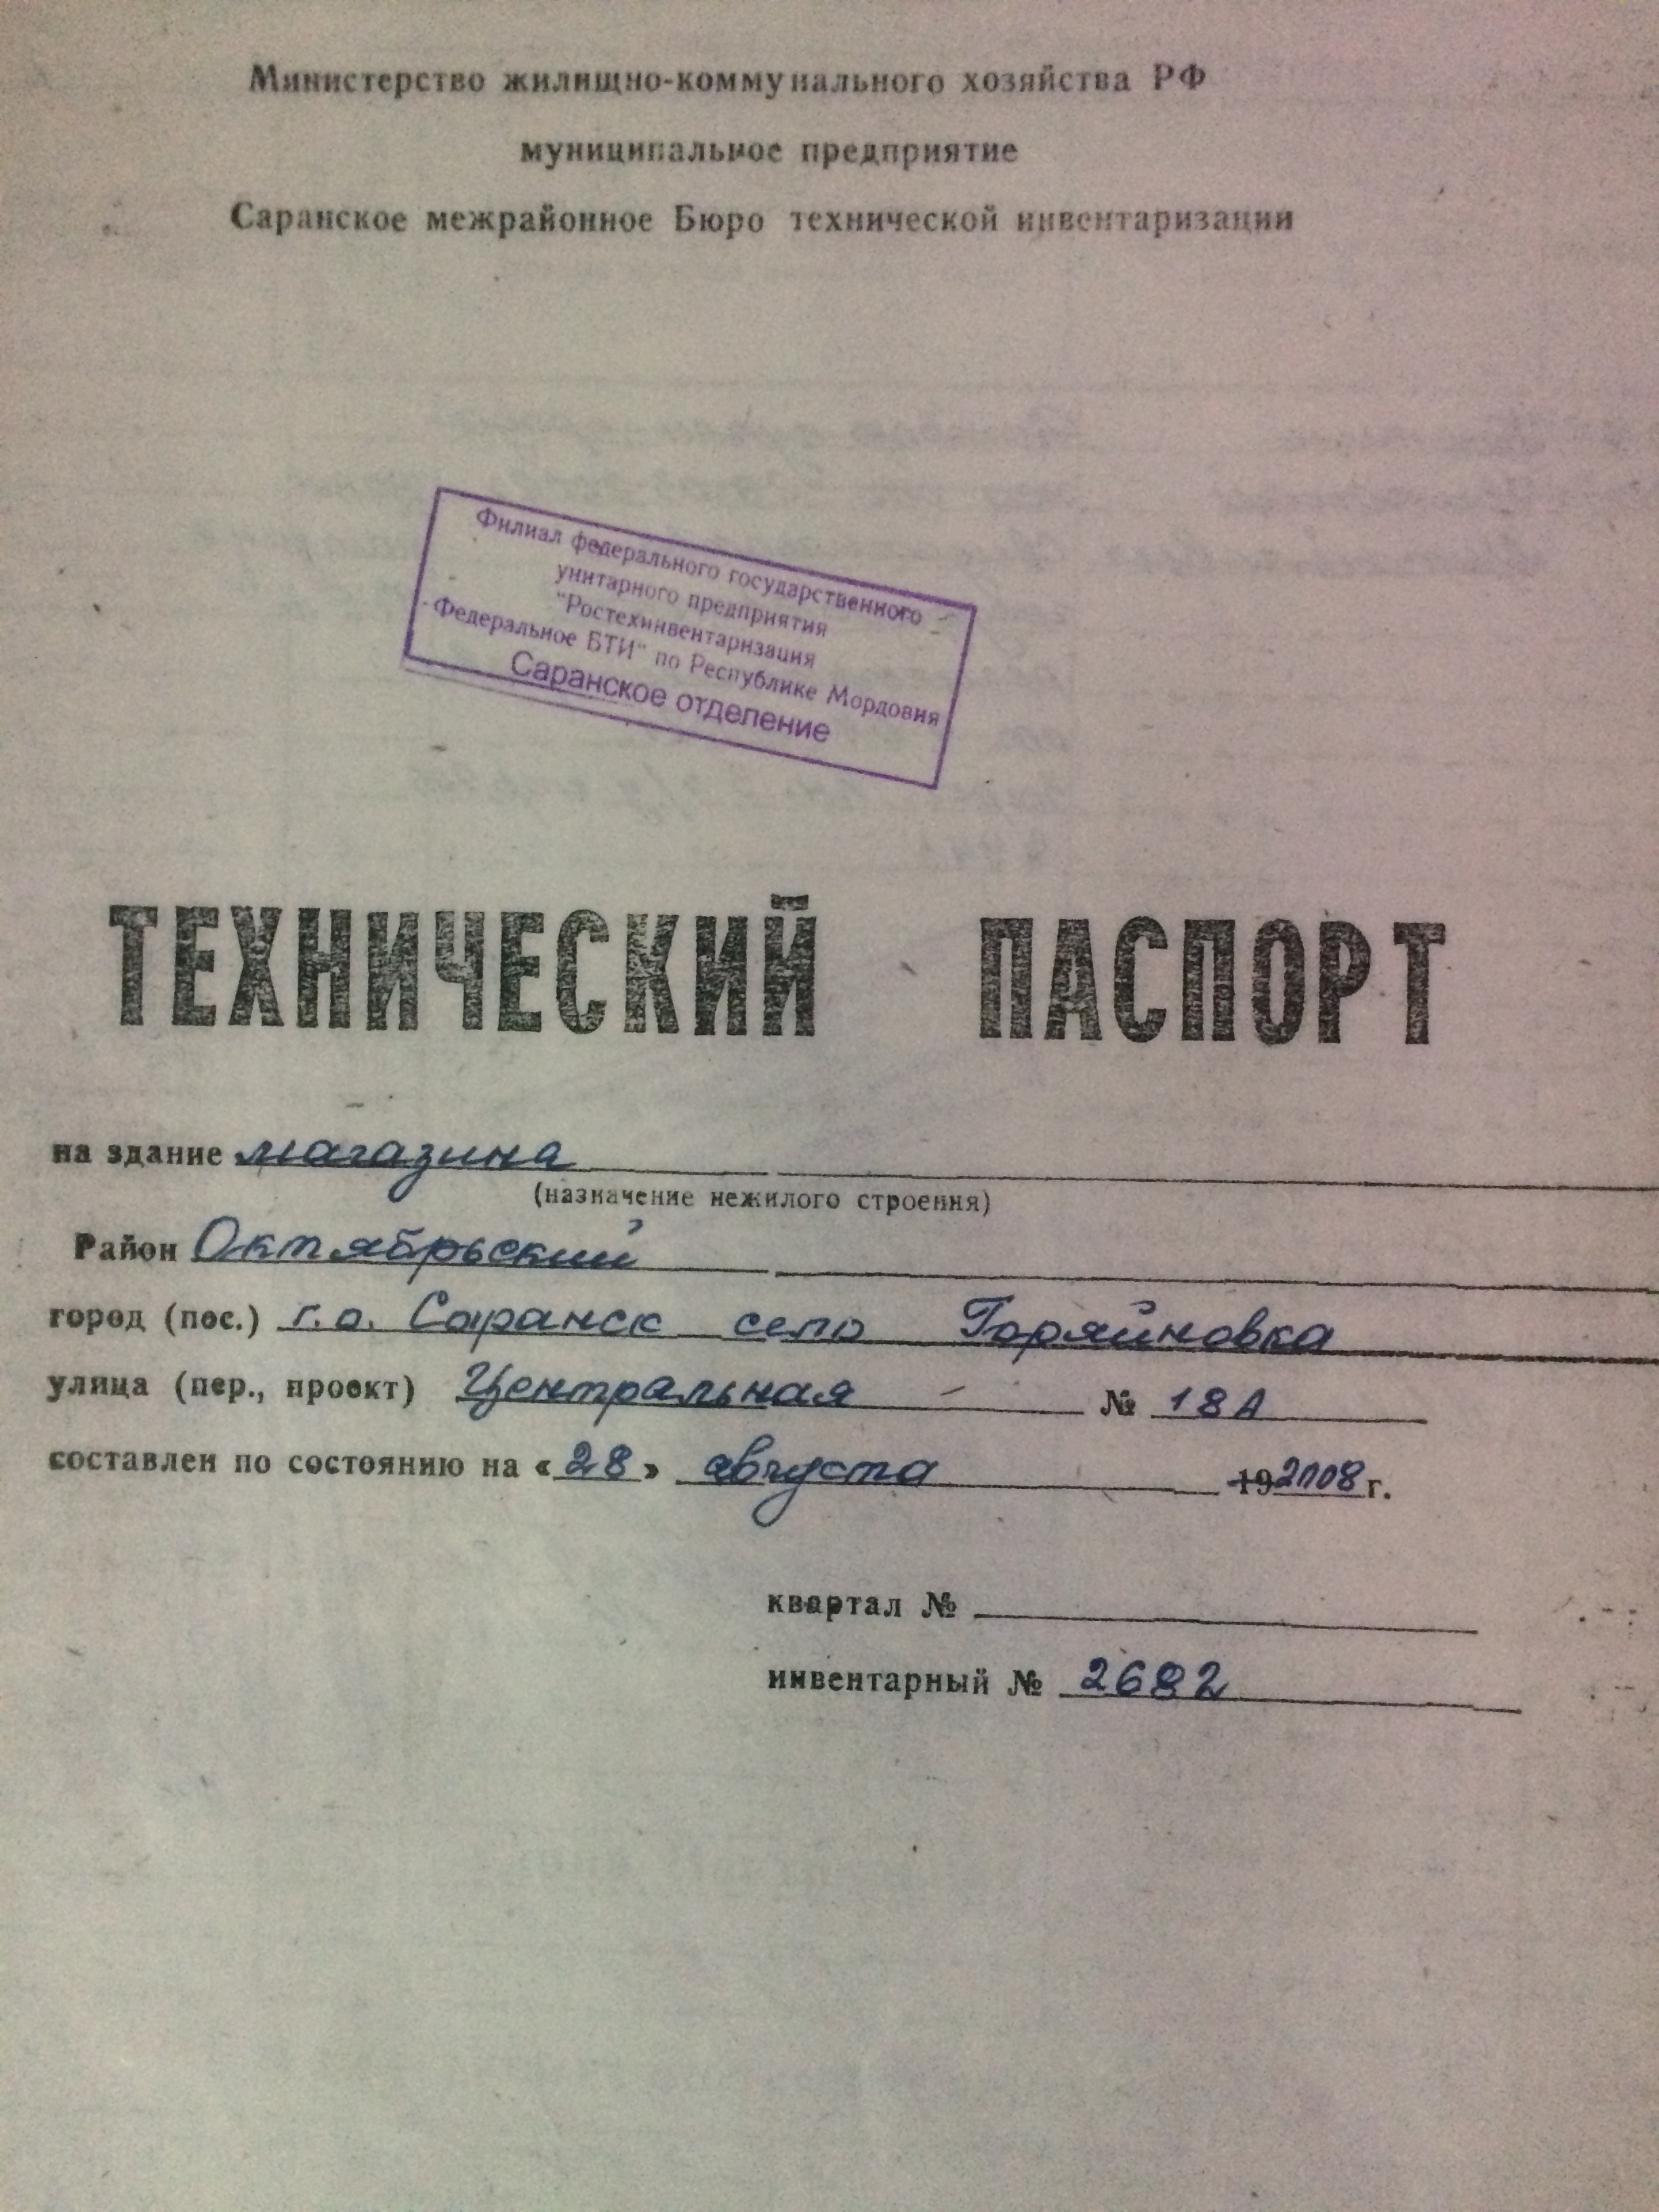 Министерство жилищно-коммунального хозяйства РФ
муниципальное предприятие
Саранское межрайонное Бюро технической инвентаризации
Филиал федерального государственного
унитарного предприятия
"Ростехинвентаризация
-Федеральное БТИ" по Республике Мордовия
Саранское отделение
ТЕХНИЧЕСКИЙ ПАСПОРТ
на здание магазина
(назначение нежилого строения)
Район Октябрьский
город (пос.) г.о. Саранск село Горяйновка
улица (пер., проект) Центральная — № 18А
составлен по состоянию на «28» августа 19 2008 г.
квартал №
инвентарный № 2682